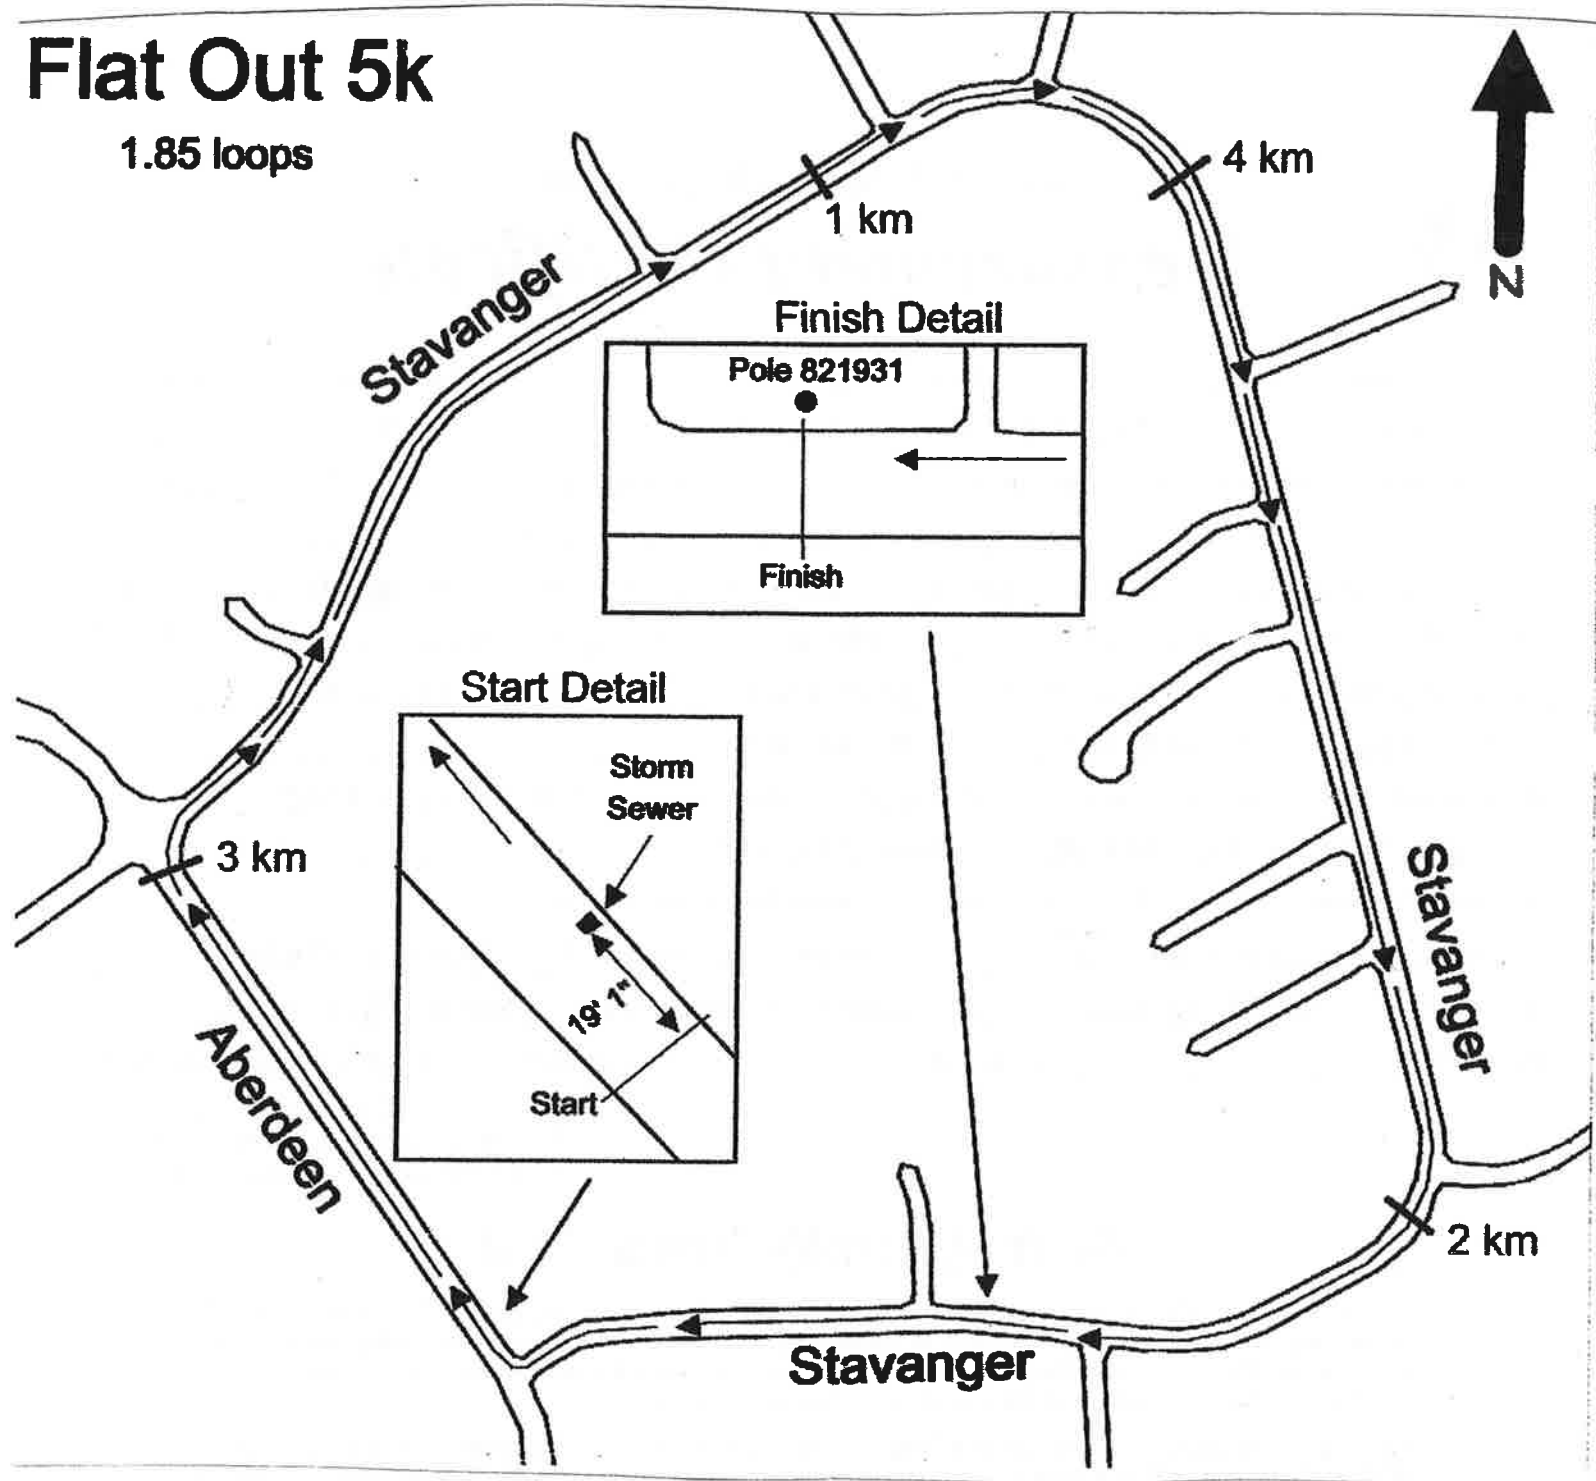 Flat Out 5k
1.85 loops
4 km
1 km
N
Stavanger
Finish Detail
Pole 821931
Finish
Start Detail
Storm
Sewer
19' 1"
Start
3 km
Aberdeen
Stavanger
2 km
Stavanger